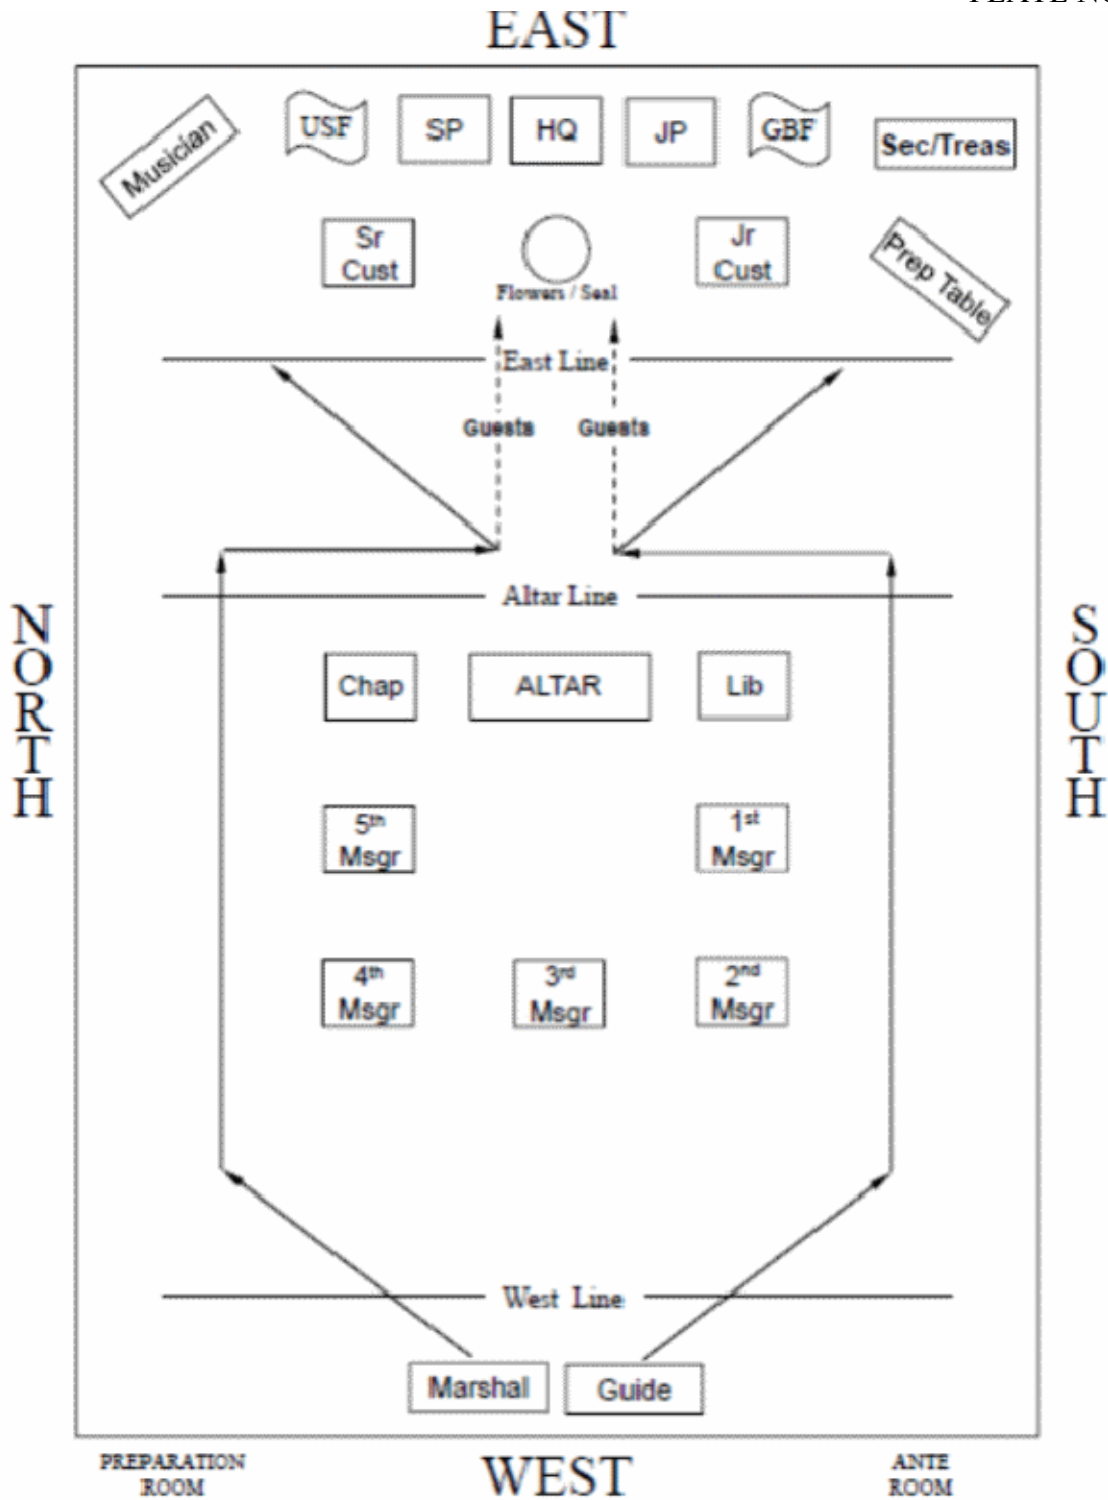 EAST
Musician
USF
SP
HQ
JP
GBF
Sec/Treas
Sr
Cust
Flowers / Seal
Jr
Cust
Prep Table
East Line
Guests
Guests
Altar Line
NORTH
SOUTH
Chap
ALTAR
Lib
5th
Msgr
1st
Msgr
4th
Msgr
3rd
Msgr
2nd
Msgr
West Line
Marshal
Guide
PREPARATION
ROOM
WEST
ANTE
ROOM